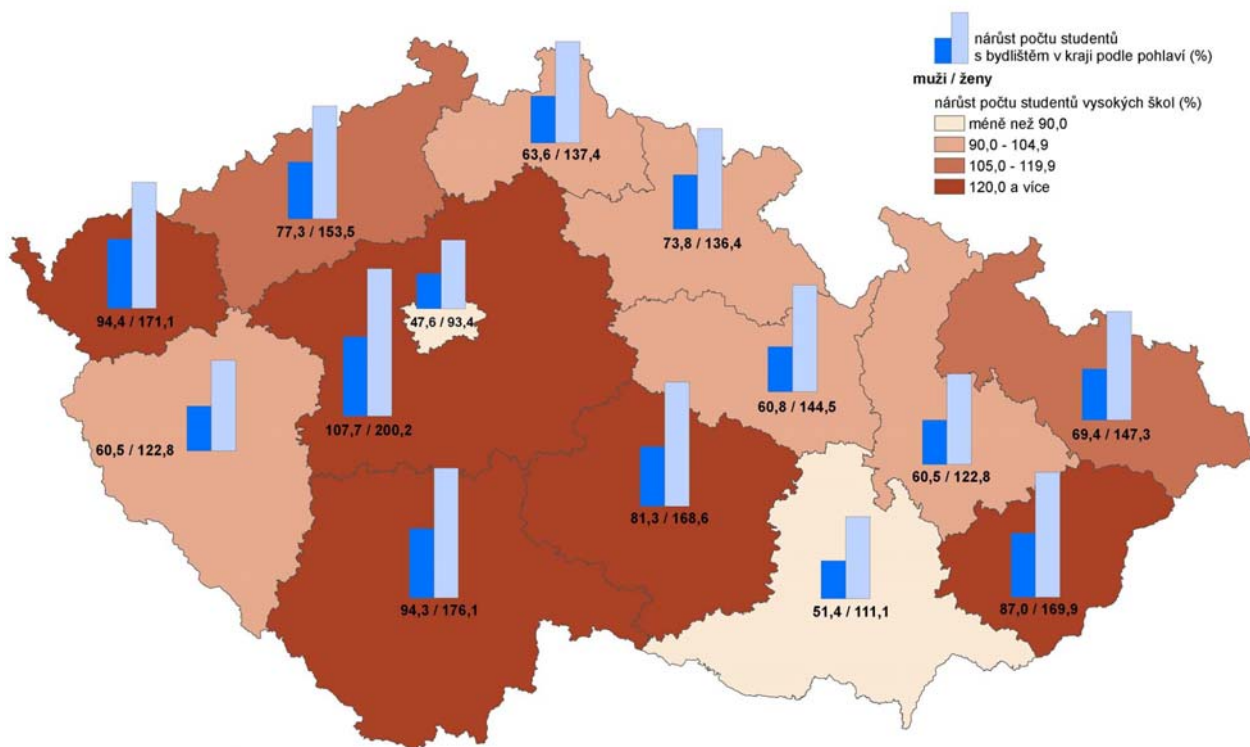 nárůst počtu studentů
s bydlištěm v kraji podle pohlaví (%)
muži / ženy
nárůst počtu studentů vysokých škol (%)
méně než 90,0
90,0 - 104,9
105,0 - 119,9
120,0 a více
63,6 / 137,4
77,3 / 153,5
73,8 / 136,4
94,4 / 171,1
47,6 / 93,4
60,8 / 144,5
69,4 / 147,3
107,7 / 200,2
60,5 / 122,8
60,5 / 122,8
81,3 / 168,6
94,3 / 176,1
51,4 / 111,1
87,0 / 169,9